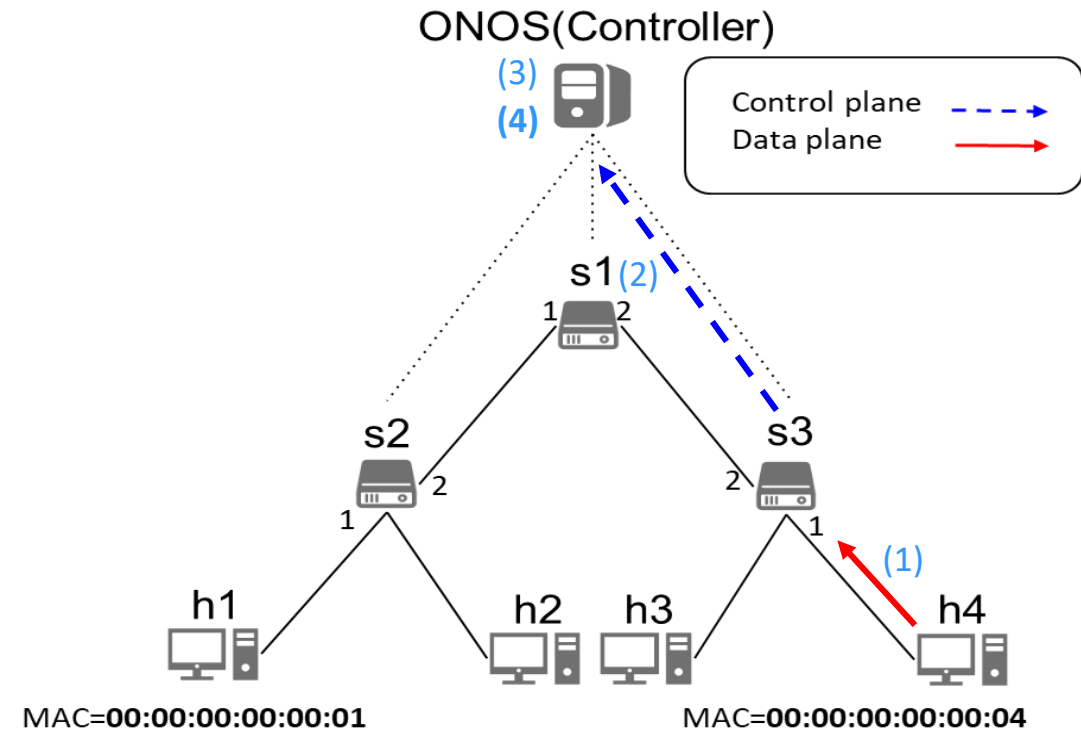 ONOS(Controller)
(3)
(4)
Control plane
Data plane
s1
(2)
1
2
s2
s3
2
2
1
1
(1)
h1
h2
h3
h4
MAC=00:00:00:00:00:01
MAC=00:00:00:00:00:04